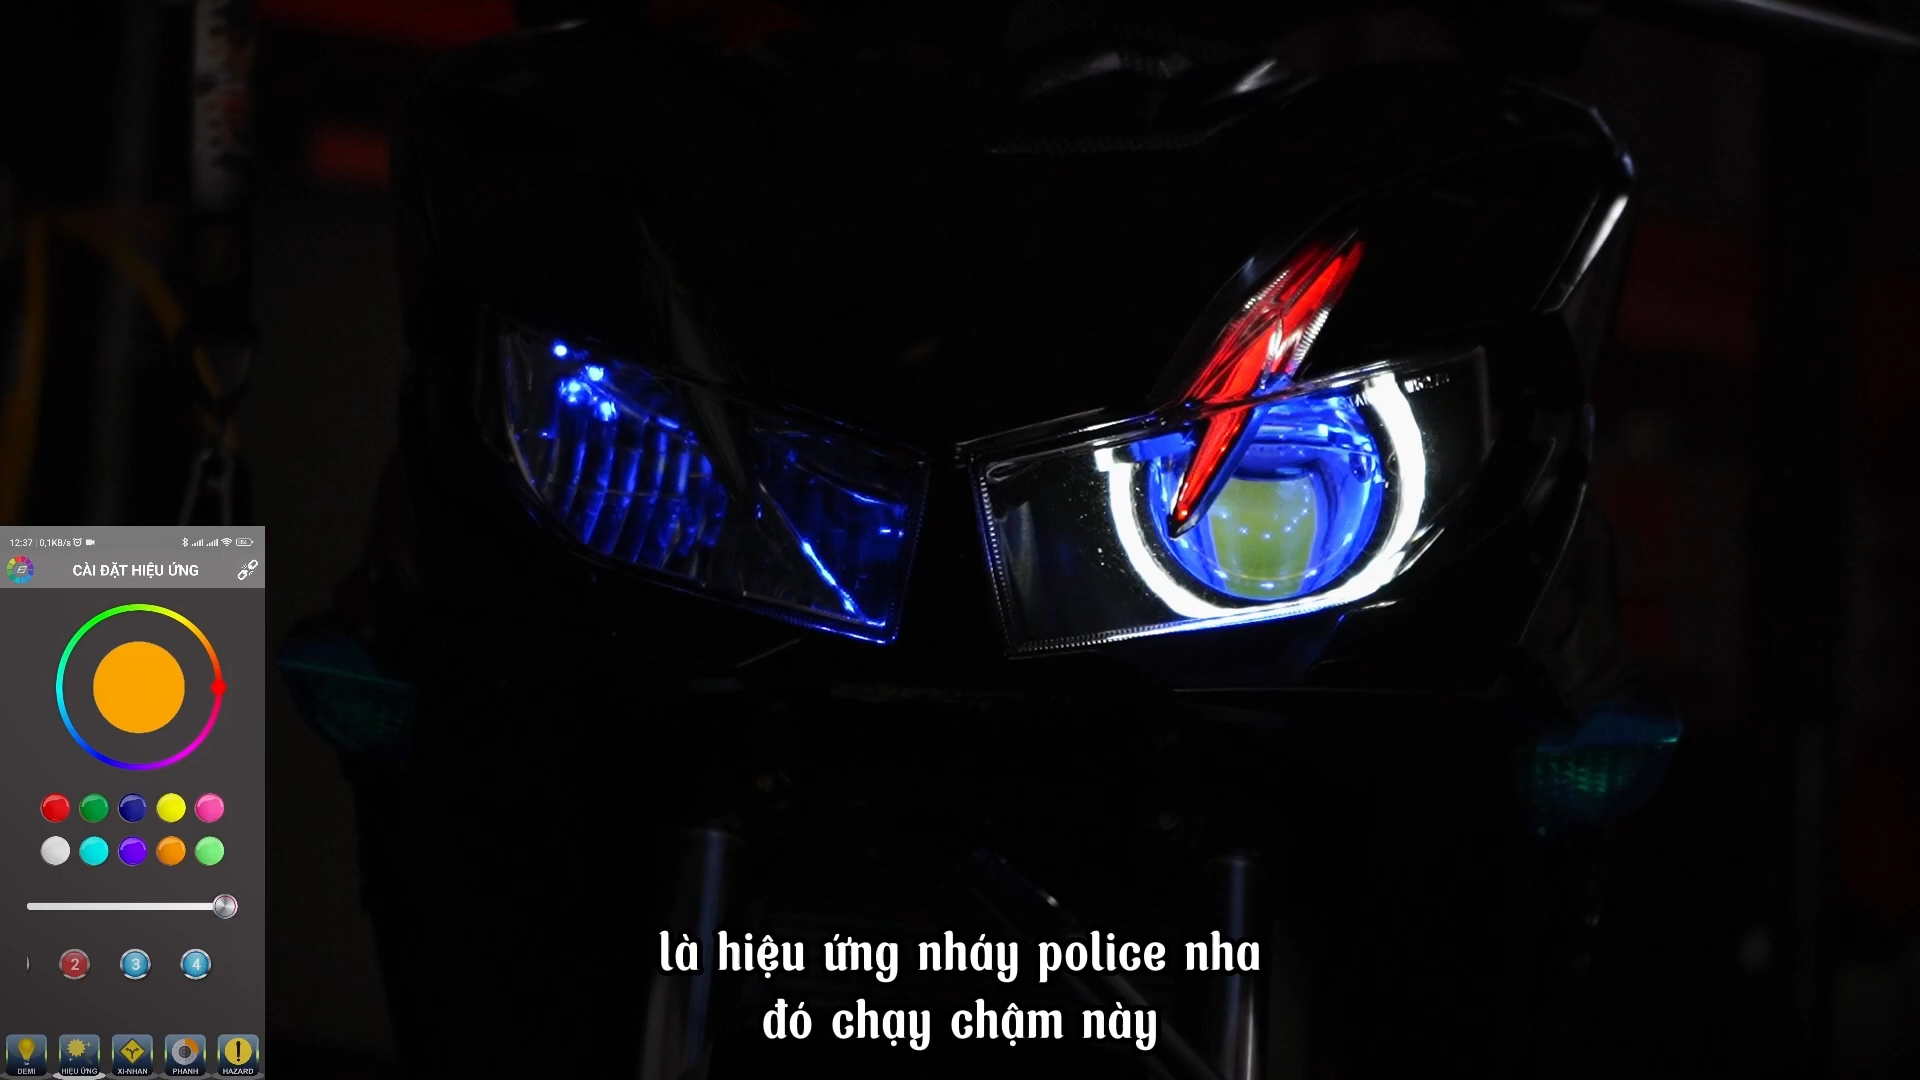 12:37 | 0,1KB/s
CÀI ĐẶT HIỆU ỨNG
2 3 4
DEMI HIỆU ỨNG XI-NHAN PHANH HAZARD
là hiệu ứng nháy police nha
đó chạy chậm này